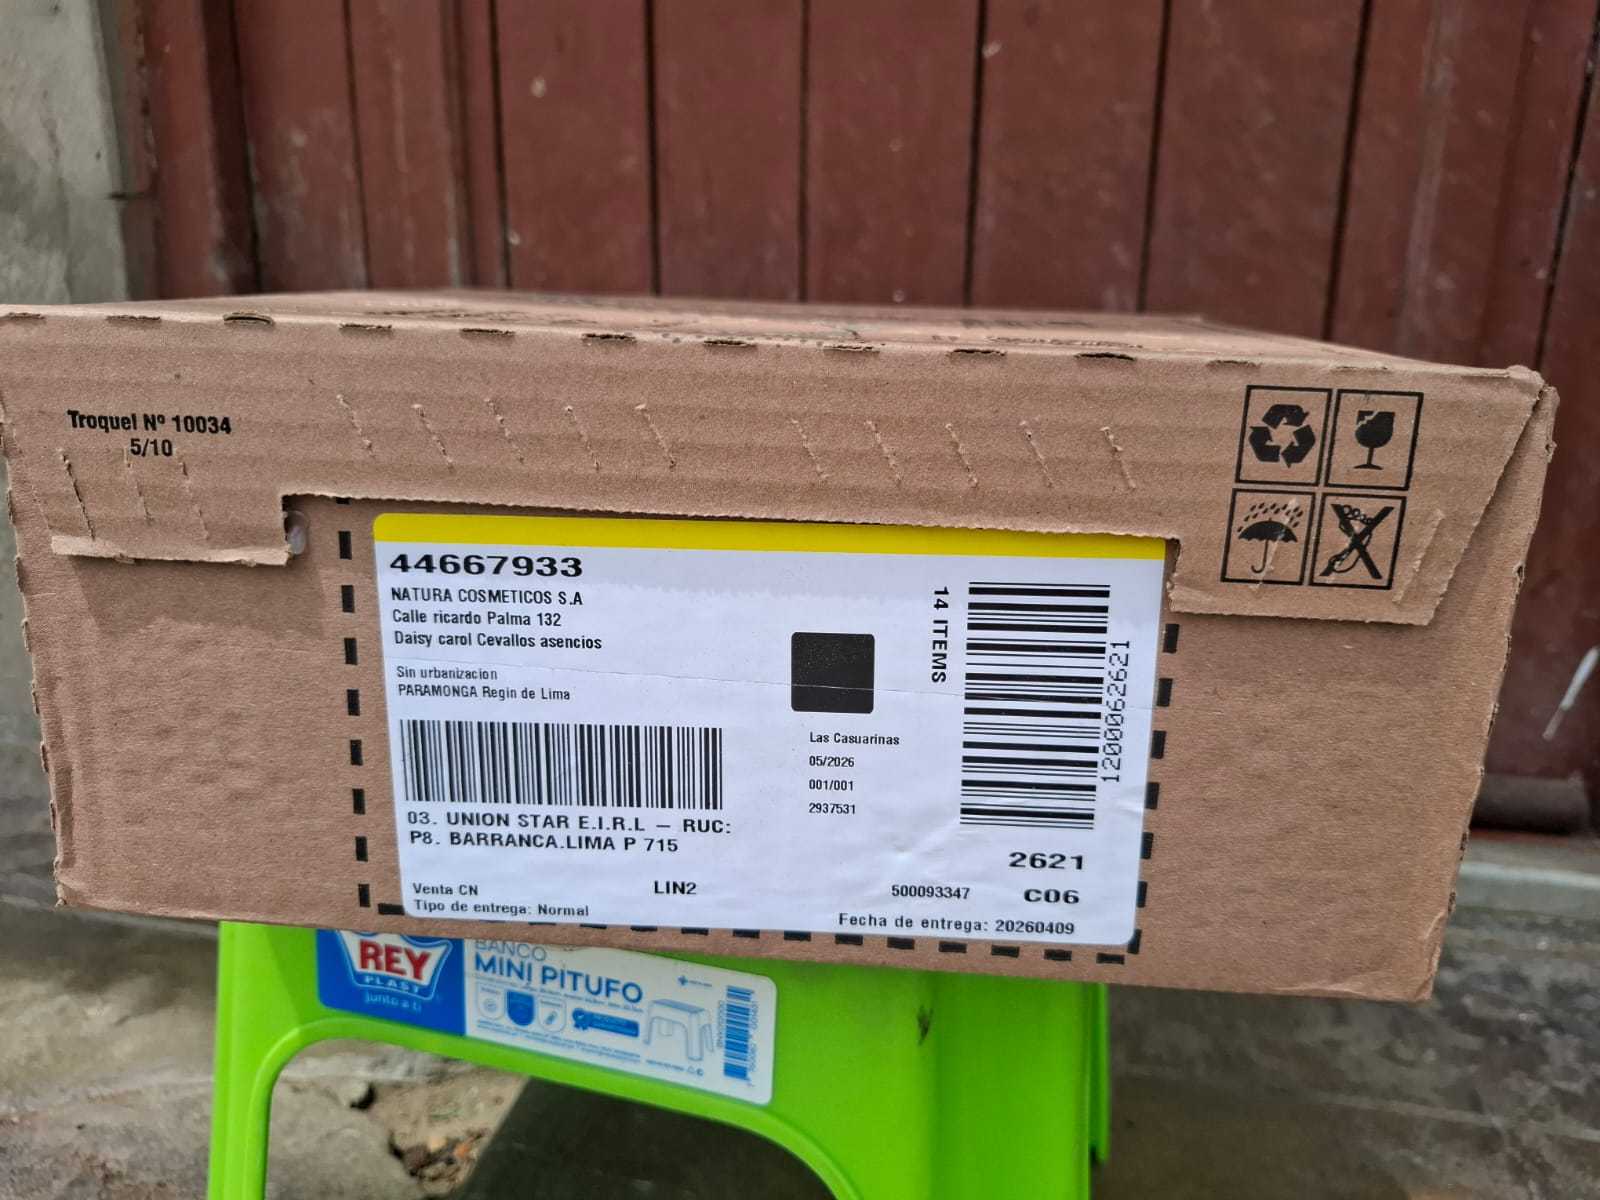 Troquel Nº 10034
5/10
44667933
NATURA COSMETICOS S.A
Calle ricardo Palma 132
Daisy carol Cevallos asencios
Sin urbanizacion
PARAMONGA Regin de Lima
14 ITEMS
1200062621
Las Casuarinas
05/2026
001/001
2937531
03. UNION STAR E.I.R.L – RUC:
P8. BARRANCA.LIMA P 715
2621
Venta CN
LIN2
500093347
C06
Tipo de entrega: Normal
Fecha de entrega: 20260409
REY
PLAST
junto a ti
BANCO
MINI PITUFO